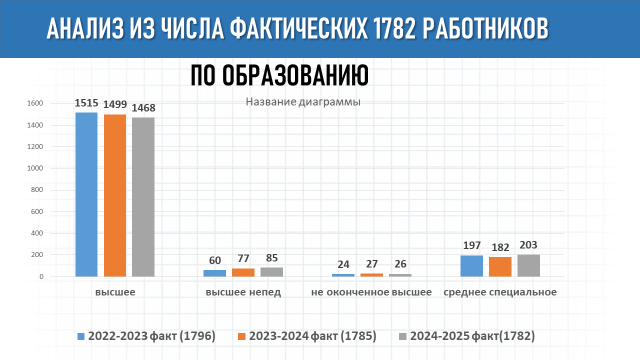 АНАЛИЗ ИЗ ЧИСЛА ФАКТИЧЕСКИХ 1782 РАБОТНИКОВ
ПО ОБРАЗОВАНИЮ
Название диаграммы
1600
1400
1200
1000
800
600
400
200
0
1515 1499 1468
60 77 85
24 27 26
197 182 203
высшее высшее непед не оконченное высшее среднее специальное
2022-2023 факт (1796) 2023-2024 факт (1785) 2024-2025 факт(1782)